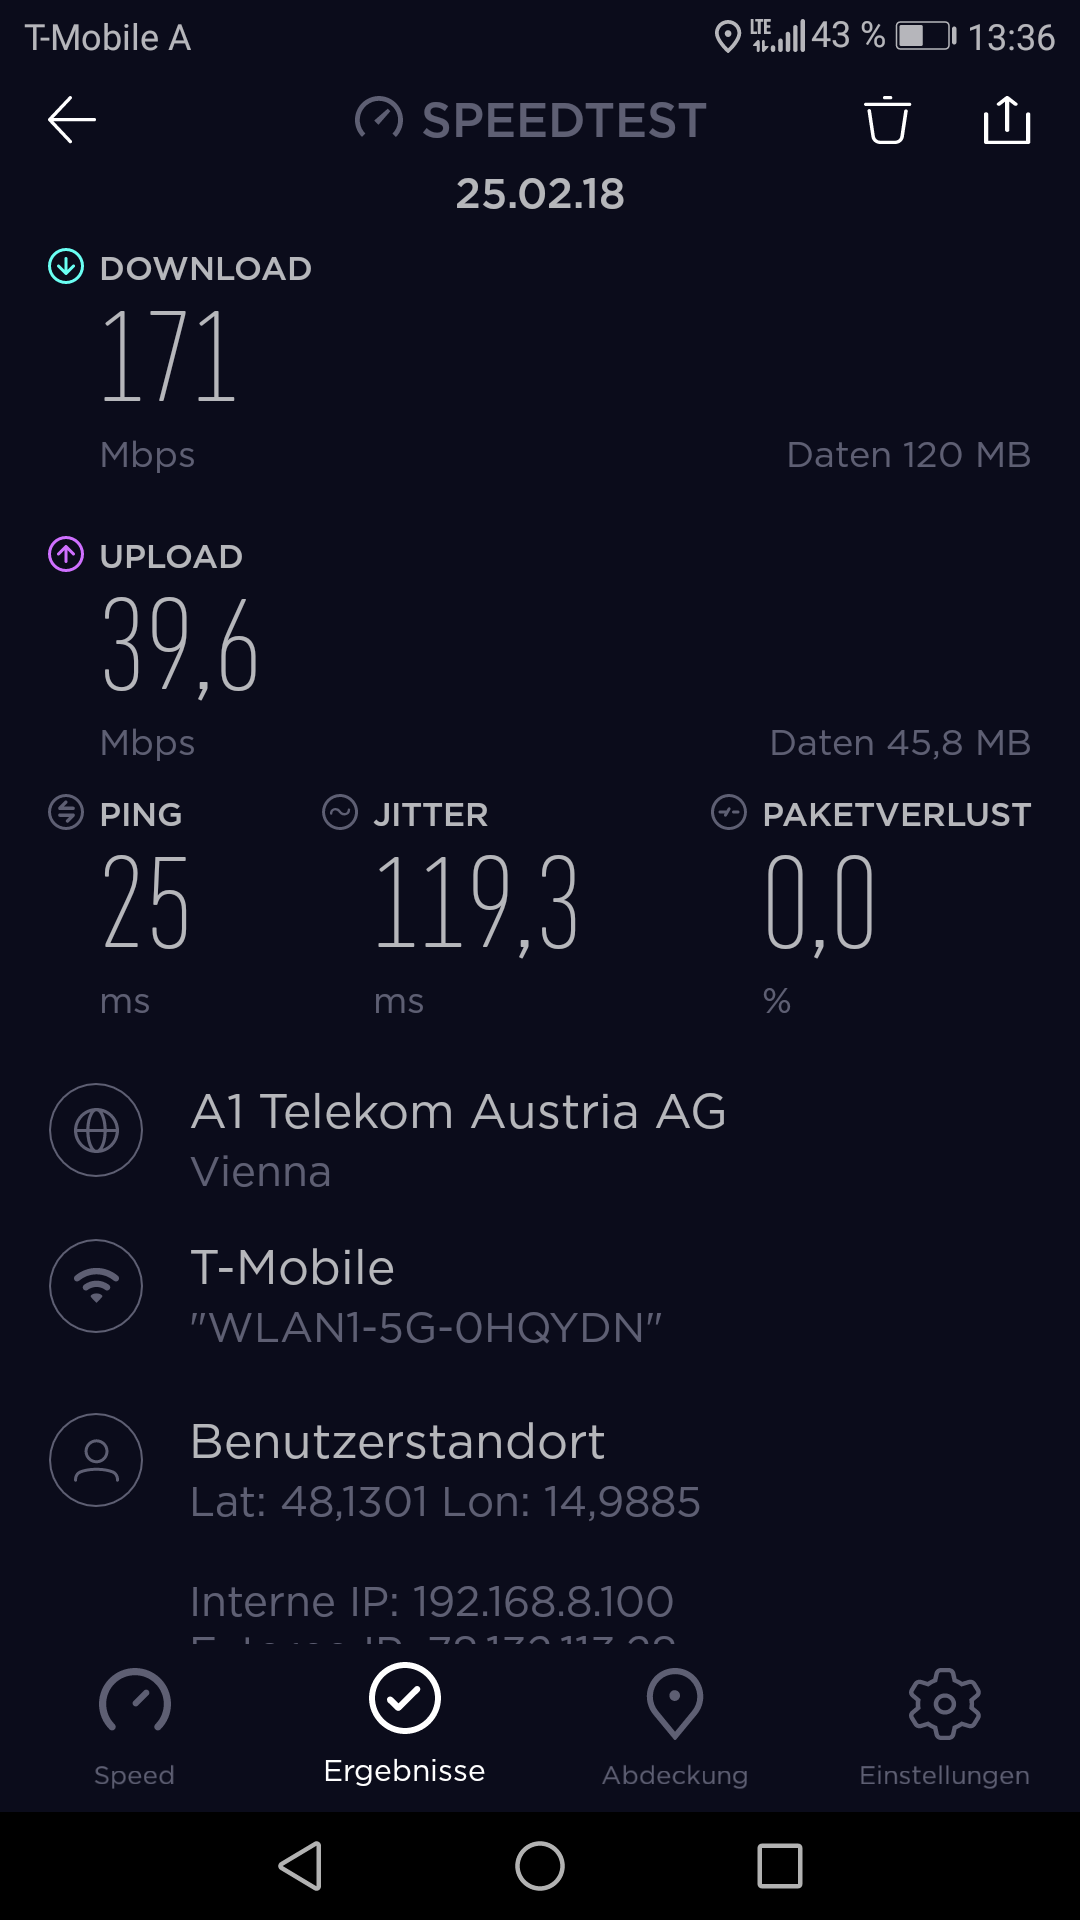 T-Mobile A LTE 43 % 13:36
SPEEDTEST
25.02.18
DOWNLOAD
171
Mbps Daten 120 MB
UPLOAD
39,6
Mbps Daten 45,8 MB
PING JITTER PAKETVERLUST
25 119,3 0,0
ms ms %
A1 Telekom Austria AG
Vienna
T-Mobile
"WLAN1-5G-0HQYDN"
Benutzerstandort
Lat: 48,1301 Lon: 14,9885
Interne IP: 192.168.8.100
Speed Ergebnisse Abdeckung Einstellungen